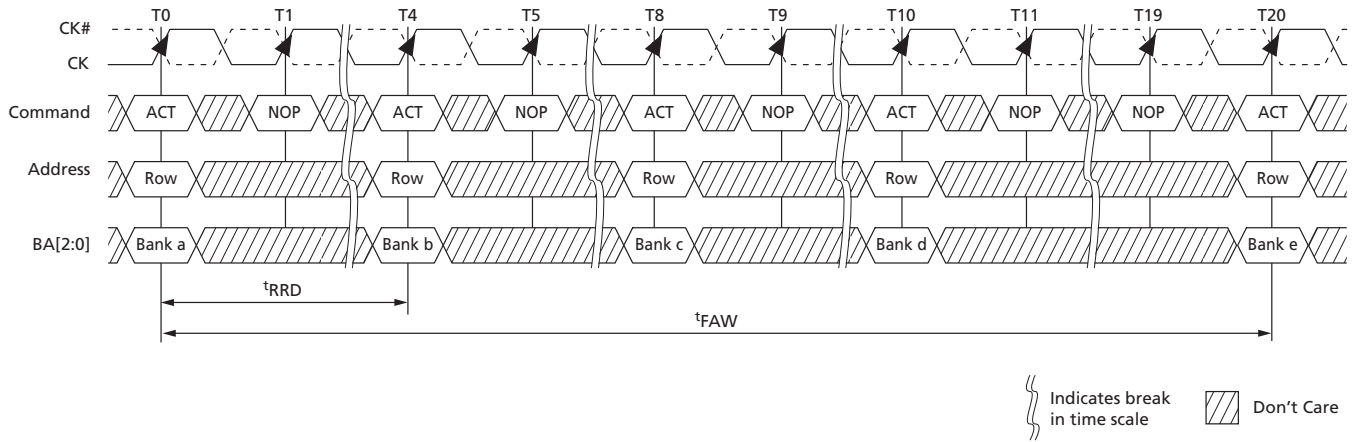 T0 T1 T4 T5 T8 T9 T10 T11 T19 T20
CK#
CK
Command ACT NOP ACT NOP ACT NOP ACT NOP NOP ACT
Address Row Row Row Row Row
BA[2:0] Bank a Bank b Bank c Bank d Bank e
tRRD
tFAW
Indicates break
in time scale
Don't Care